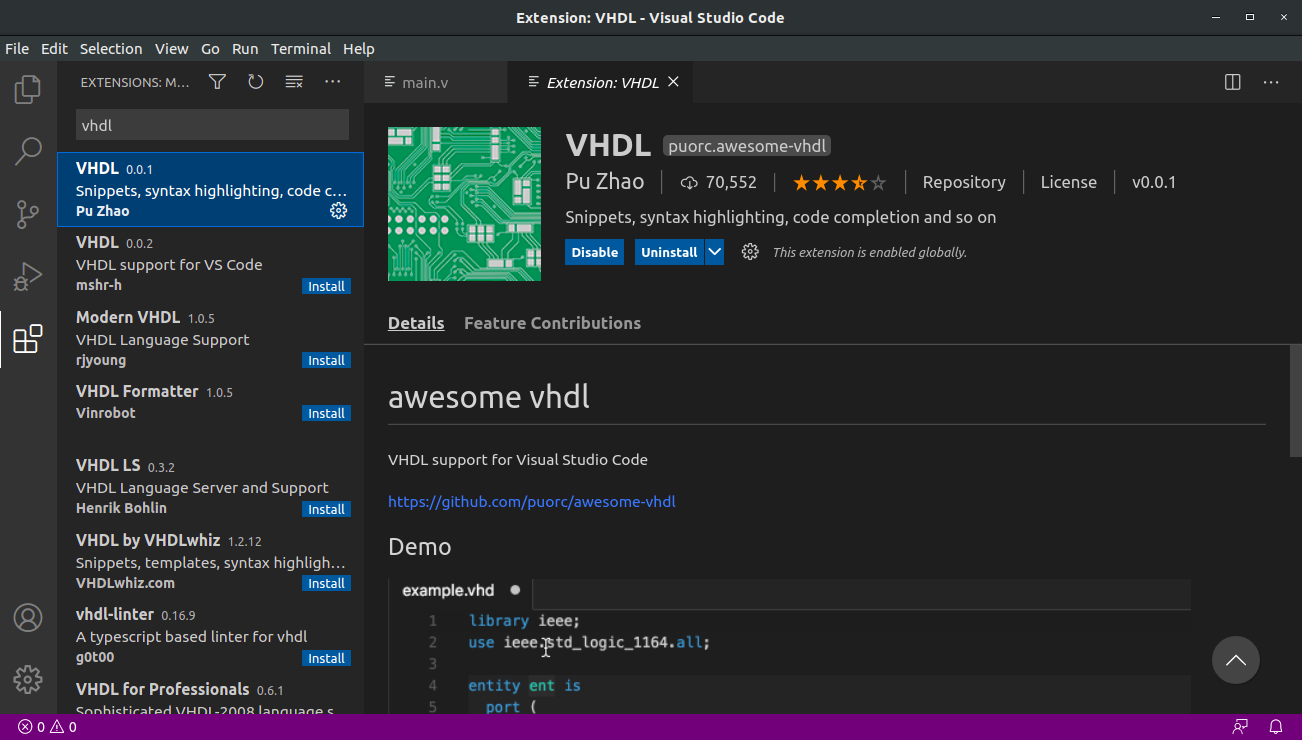 Extension: VHDL - Visual Studio Code
File Edit Selection View Go Run Terminal Help
EXTENSIONS: M...
vhdl
VHDL 0.0.1
Snippets, syntax highlighting, code c...
Pu Zhao
VHDL 0.0.2
VHDL support for VS Code
mshr-h Install
Modern VHDL 1.0.5
VHDL Language Support
rjyoung Install
VHDL Formatter 1.0.5
Vinrobot Install
VHDL LS 0.3.2
VHDL Language Server and Support
Henrik Bohlin Install
VHDL by VHDLwhiz 1.2.12
Snippets, templates, syntax highligh...
VHDLwhiz.com Install
vhdl-linter 0.16.9
A typescript based linter for vhdl
g0t00 Install
VHDL for Professionals 0.6.1
Sophisticated VHDL-2008 language s
main.v Extension: VHDL
VHDL puorc.awesome-vhdl
Pu Zhao 70,552 Repository License v0.0.1
Snippets, syntax highlighting, code completion and so on
Disable Uninstall This extension is enabled globally.
Details Feature Contributions
awesome vhdl
VHDL support for Visual Studio Code
https://github.com/puorc/awesome-vhdl
Demo
example.vhd
1 library ieee;
2 use ieee.std_logic_1164.all;
3
4 entity ent is
5 port (
0 0